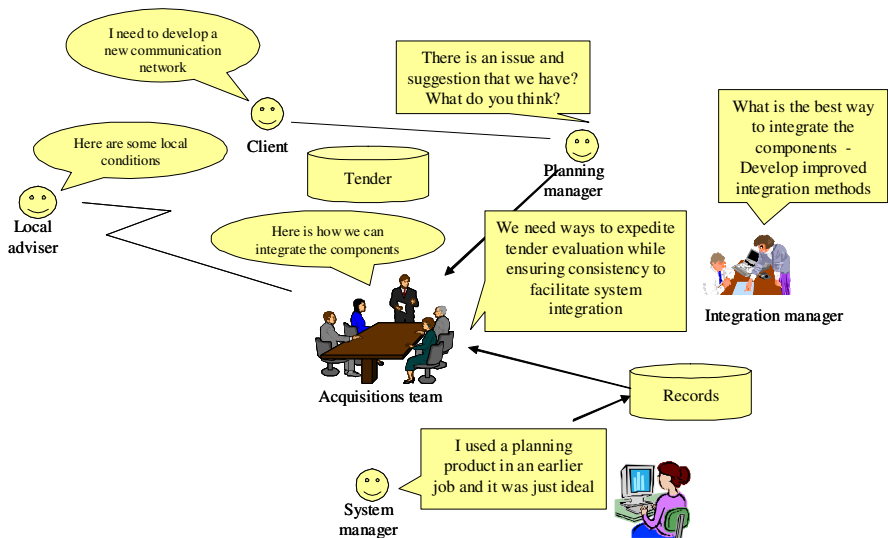 I need to develop a
new communication
network
There is an issue and
suggestion that we have?
What do you think?
What is the best way
to integrate the
components -
Develop improved
integration methods
Client
Here are some local
conditions
Planning
manager
Tender
Local
adviser
Here is how we can
integrate the components
We need ways to expedite
tender evaluation while
ensuring consistency to
facilitate system
integration
Integration manager
Acquisitions team
Records
I used a planning
product in an earlier
job and it was just ideal
System
manager